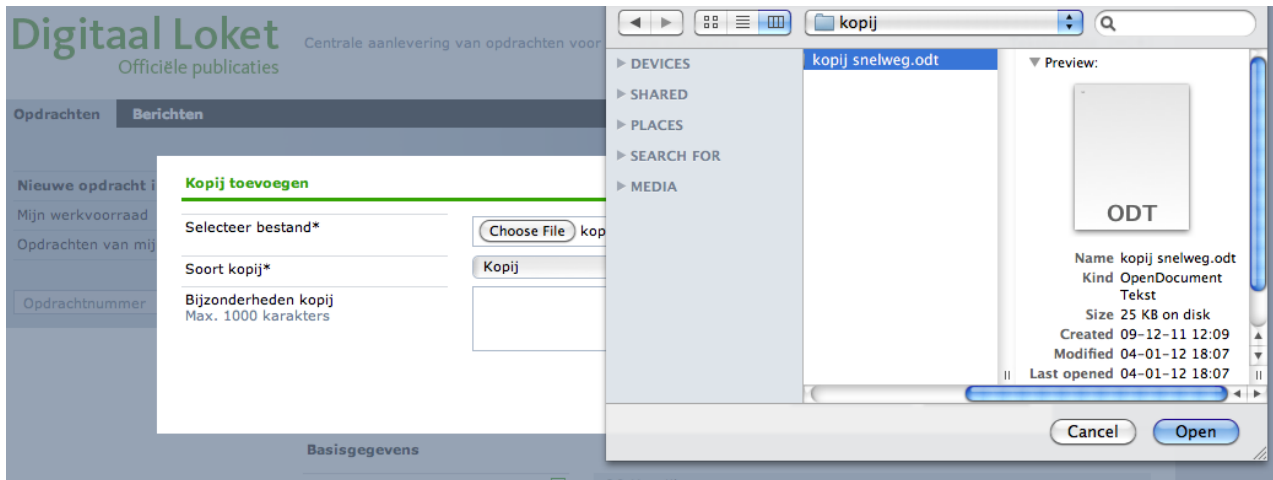 Digitaal Loket
Officiële publicaties
Centrale aanlevering van opdrachten voor
Opdrachten
Berichten
Nieuwe opdracht i
Mijn werkvoorraad
Opdrachten van mij
Opdrachtnummer
Kopij toevoegen
Selecteer bestand*
Choose File kop
Soort kopij*
Kopij
Bijzonderheden kopij
Max. 1000 karakters
Basisgegevens
kopij
DEVICES
SHARED
PLACES
SEARCH FOR
MEDIA
kopij snelweg.odt
Preview:
ODT
Name kopij snelweg.odt
Kind OpenDocument
Tekst
Size 25 KB on disk
Created 09-12-11 12:09
Modified 04-01-12 18:07
Last opened 04-01-12 18:07
Cancel
Open